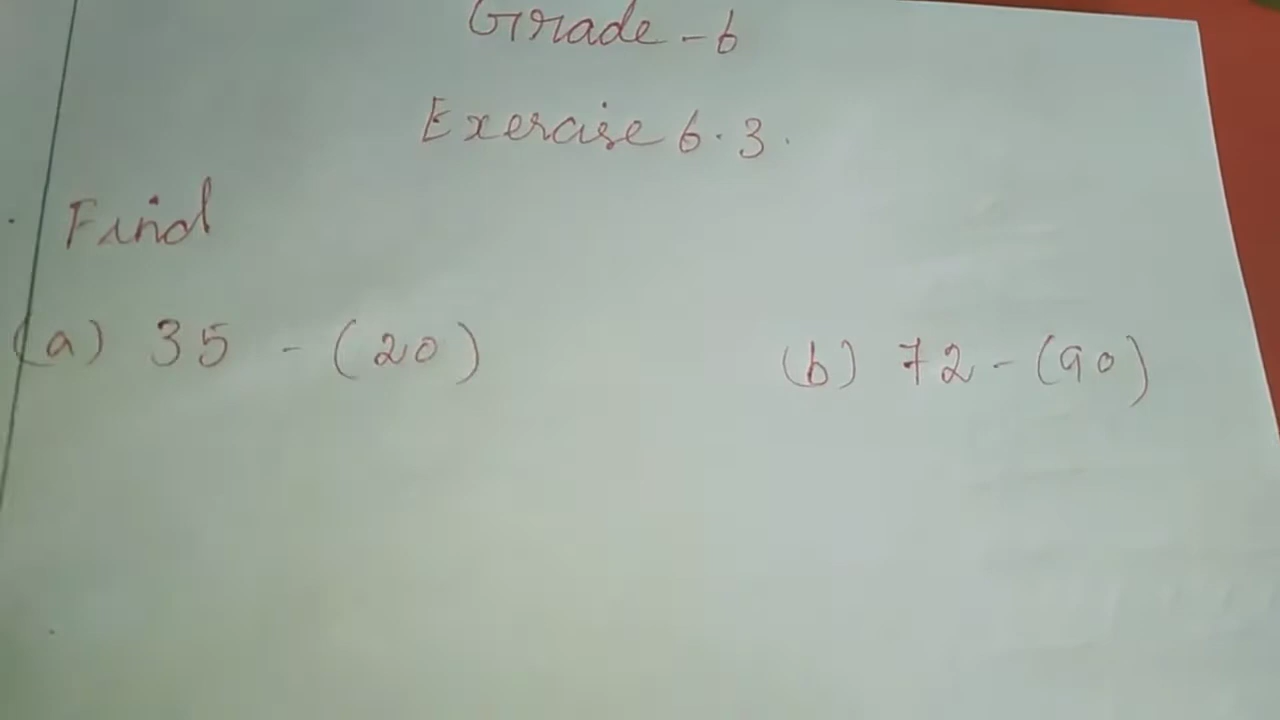 Grade - 6
Exercise 6.3.
Find
(a) 35 - (20) (b) 72 - (90)